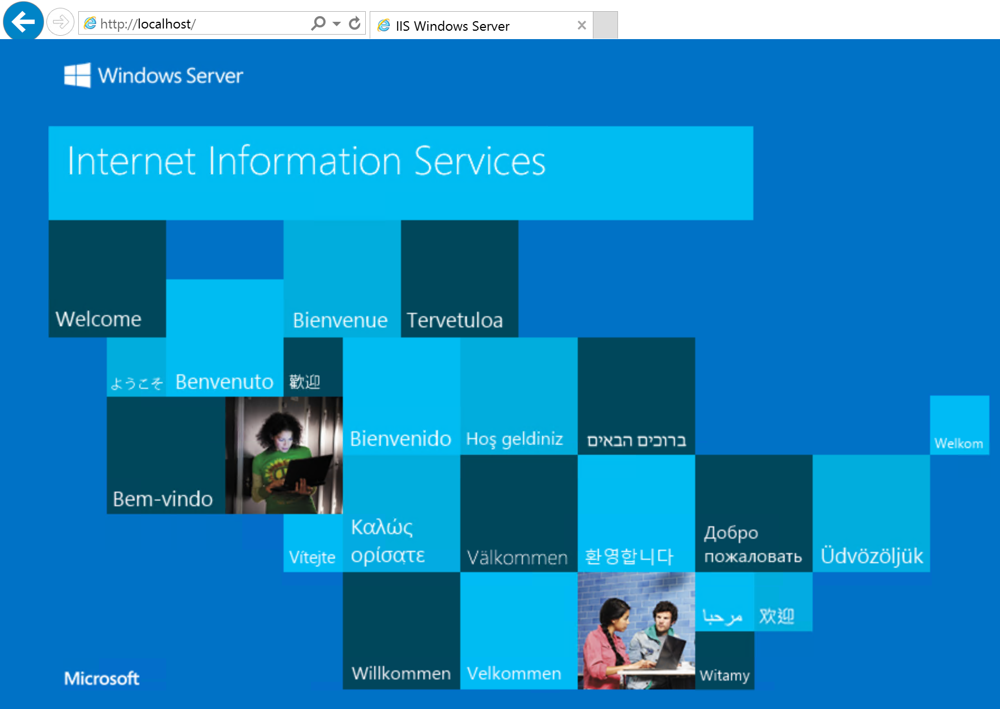 http://localhost/
IIS Windows Server
Windows Server
Internet Information Services
Welcome
Bienvenue
Tervetuloa
ようこそ
Benvenuto
歡迎
Bienvenido
Hoş geldiniz
ברוכים הבאים
Welkom
Bem-vindo
Καλώς
ορίσατε
Vítejte
Välkommen
환영합니다
Добро
пожаловать
Üdvözöljük
مرحبا
欢迎
Willkommen
Velkommen
Witamy
Microsoft